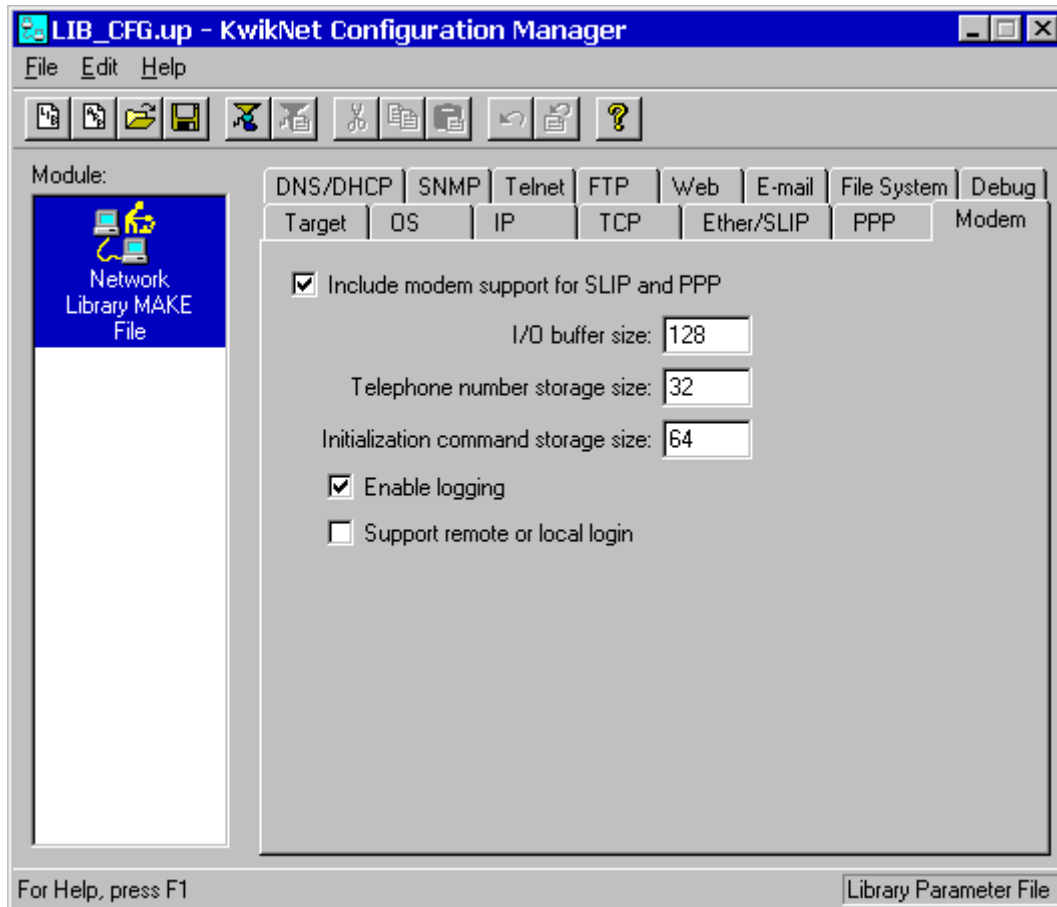 LIB_CFG.up - KwikNet Configuration Manager
File Edit Help
Module:
Network
Library MAKE
File
DNS/DHCP SNMP Telnet FTP Web E-mail File System Debug
Target OS IP TCP Ether/SLIP PPP Modem
Include modem support for SLIP and PPP
I/O buffer size: 128
Telephone number storage size: 32
Initialization command storage size: 64
Enable logging
Support remote or local login
For Help, press F1
Library Parameter File